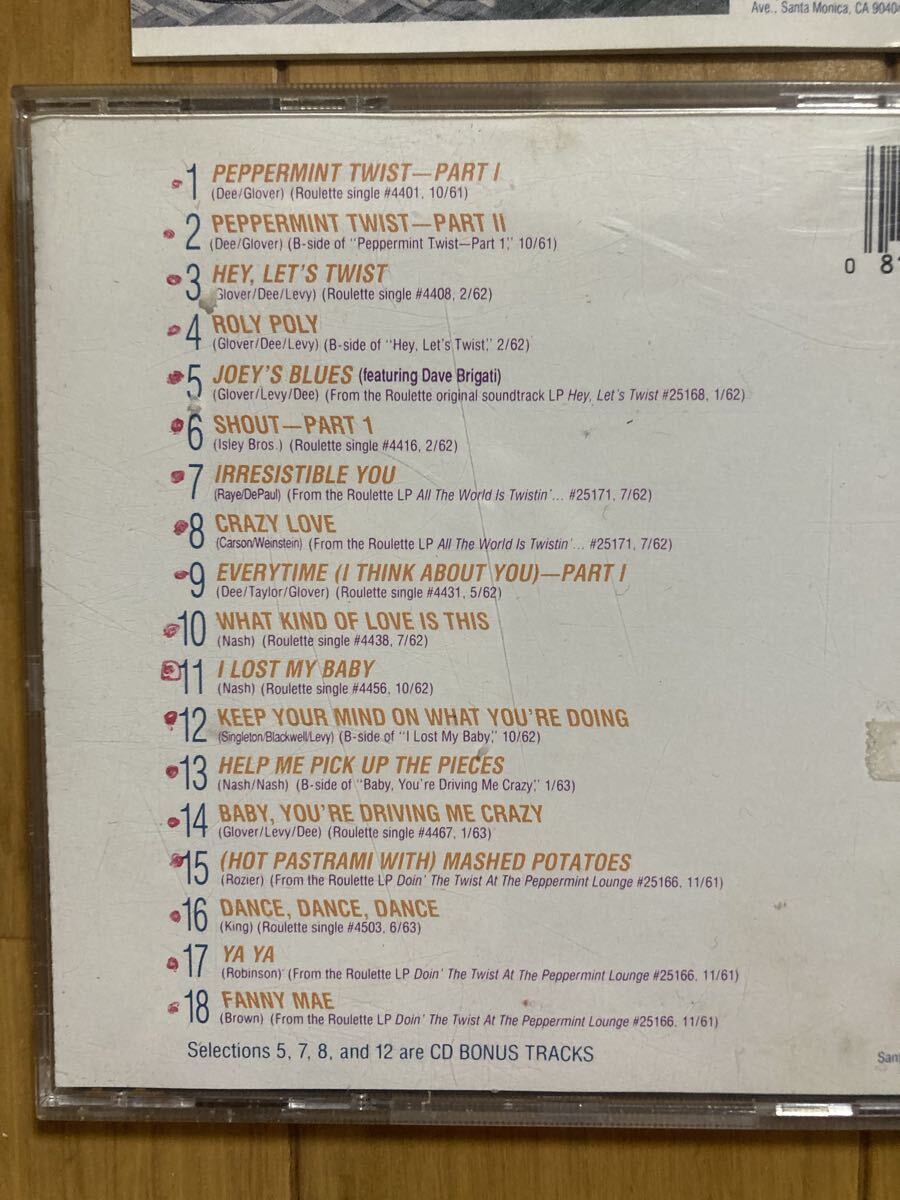 Ave., Santa Monica, CA 9040
1 PEPPERMINT TWIST—PART I
(Dee/Glover) (Roulette single #4401, 10/61)
2 PEPPERMINT TWIST—PART II
(Dee/Glover) (B-side of "Peppermint Twist—Part 1," 10/61)
3 HEY, LET'S TWIST
Glover/Dee/Levy) (Roulette single #4408, 2/62)
4 ROLY POLY
(Glover/Dee/Levy) (B-side of "Hey, Let's Twist," 2/62)
5 JOEY'S BLUES (featuring Dave Brigati)
(Glover/Levy/Dee) (From the Roulette original soundtrack LP Hey, Let's Twist #25168, 1/62)
6 SHOUT—PART 1
(Isley Bros.) (Roulette single #4416, 2/62)
7 IRRESISTIBLE YOU
(Raye/DePaul) (From the Roulette LP All The World Is Twistin'... #25171, 7/62)
8 CRAZY LOVE
(Carson/Weinstein) (From the Roulette LP All The World Is Twistin'... #25171, 7/62)
9 EVERYTIME (I THINK ABOUT YOU)—PART I
(Dee/Taylor/Glover) (Roulette single #4431, 5/62)
10 WHAT KIND OF LOVE IS THIS
(Nash) (Roulette single #4438, 7/62)
11 I LOST MY BABY
(Nash) (Roulette single #4456, 10/62)
12 KEEP YOUR MIND ON WHAT YOU'RE DOING
(Singleton/Blackwell/Levy) (B-side of "I Lost My Baby," 10/62)
13 HELP ME PICK UP THE PIECES
(Nash/Nash) (B-side of "Baby, You're Driving Me Crazy," 1/63)
14 BABY, YOU'RE DRIVING ME CRAZY
(Glover/Levy/Dee) (Roulette single #4467, 1/63)
15 (HOT PASTRAMI WITH) MASHED POTATOES
(Rozier) (From the Roulette LP Doin' The Twist At The Peppermint Lounge #25166, 11/61)
16 DANCE, DANCE, DANCE
(King) (Roulette single #4503, 6/63)
17 YA YA
(Robinson) (From the Roulette LP Doin' The Twist At The Peppermint Lounge #25166, 11/61)
18 FANNY MAE
(Brown) (From the Roulette LP Doin' The Twist At The Peppermint Lounge #25166, 11/61)
Selections 5, 7, 8, and 12 are CD BONUS TRACKS
0 8
San